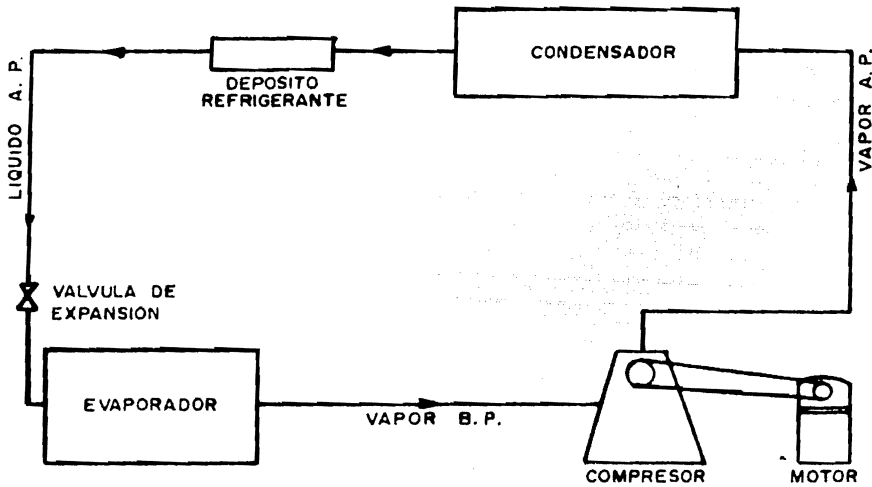 CONDENSADOR
DEPOSITO
REFRIGERANTE
LIQUIDO A.P.
VAPOR A.P.
VALVULA DE
EXPANSION
EVAPORADOR
VAPOR B.P.
COMPRESOR
MOTOR